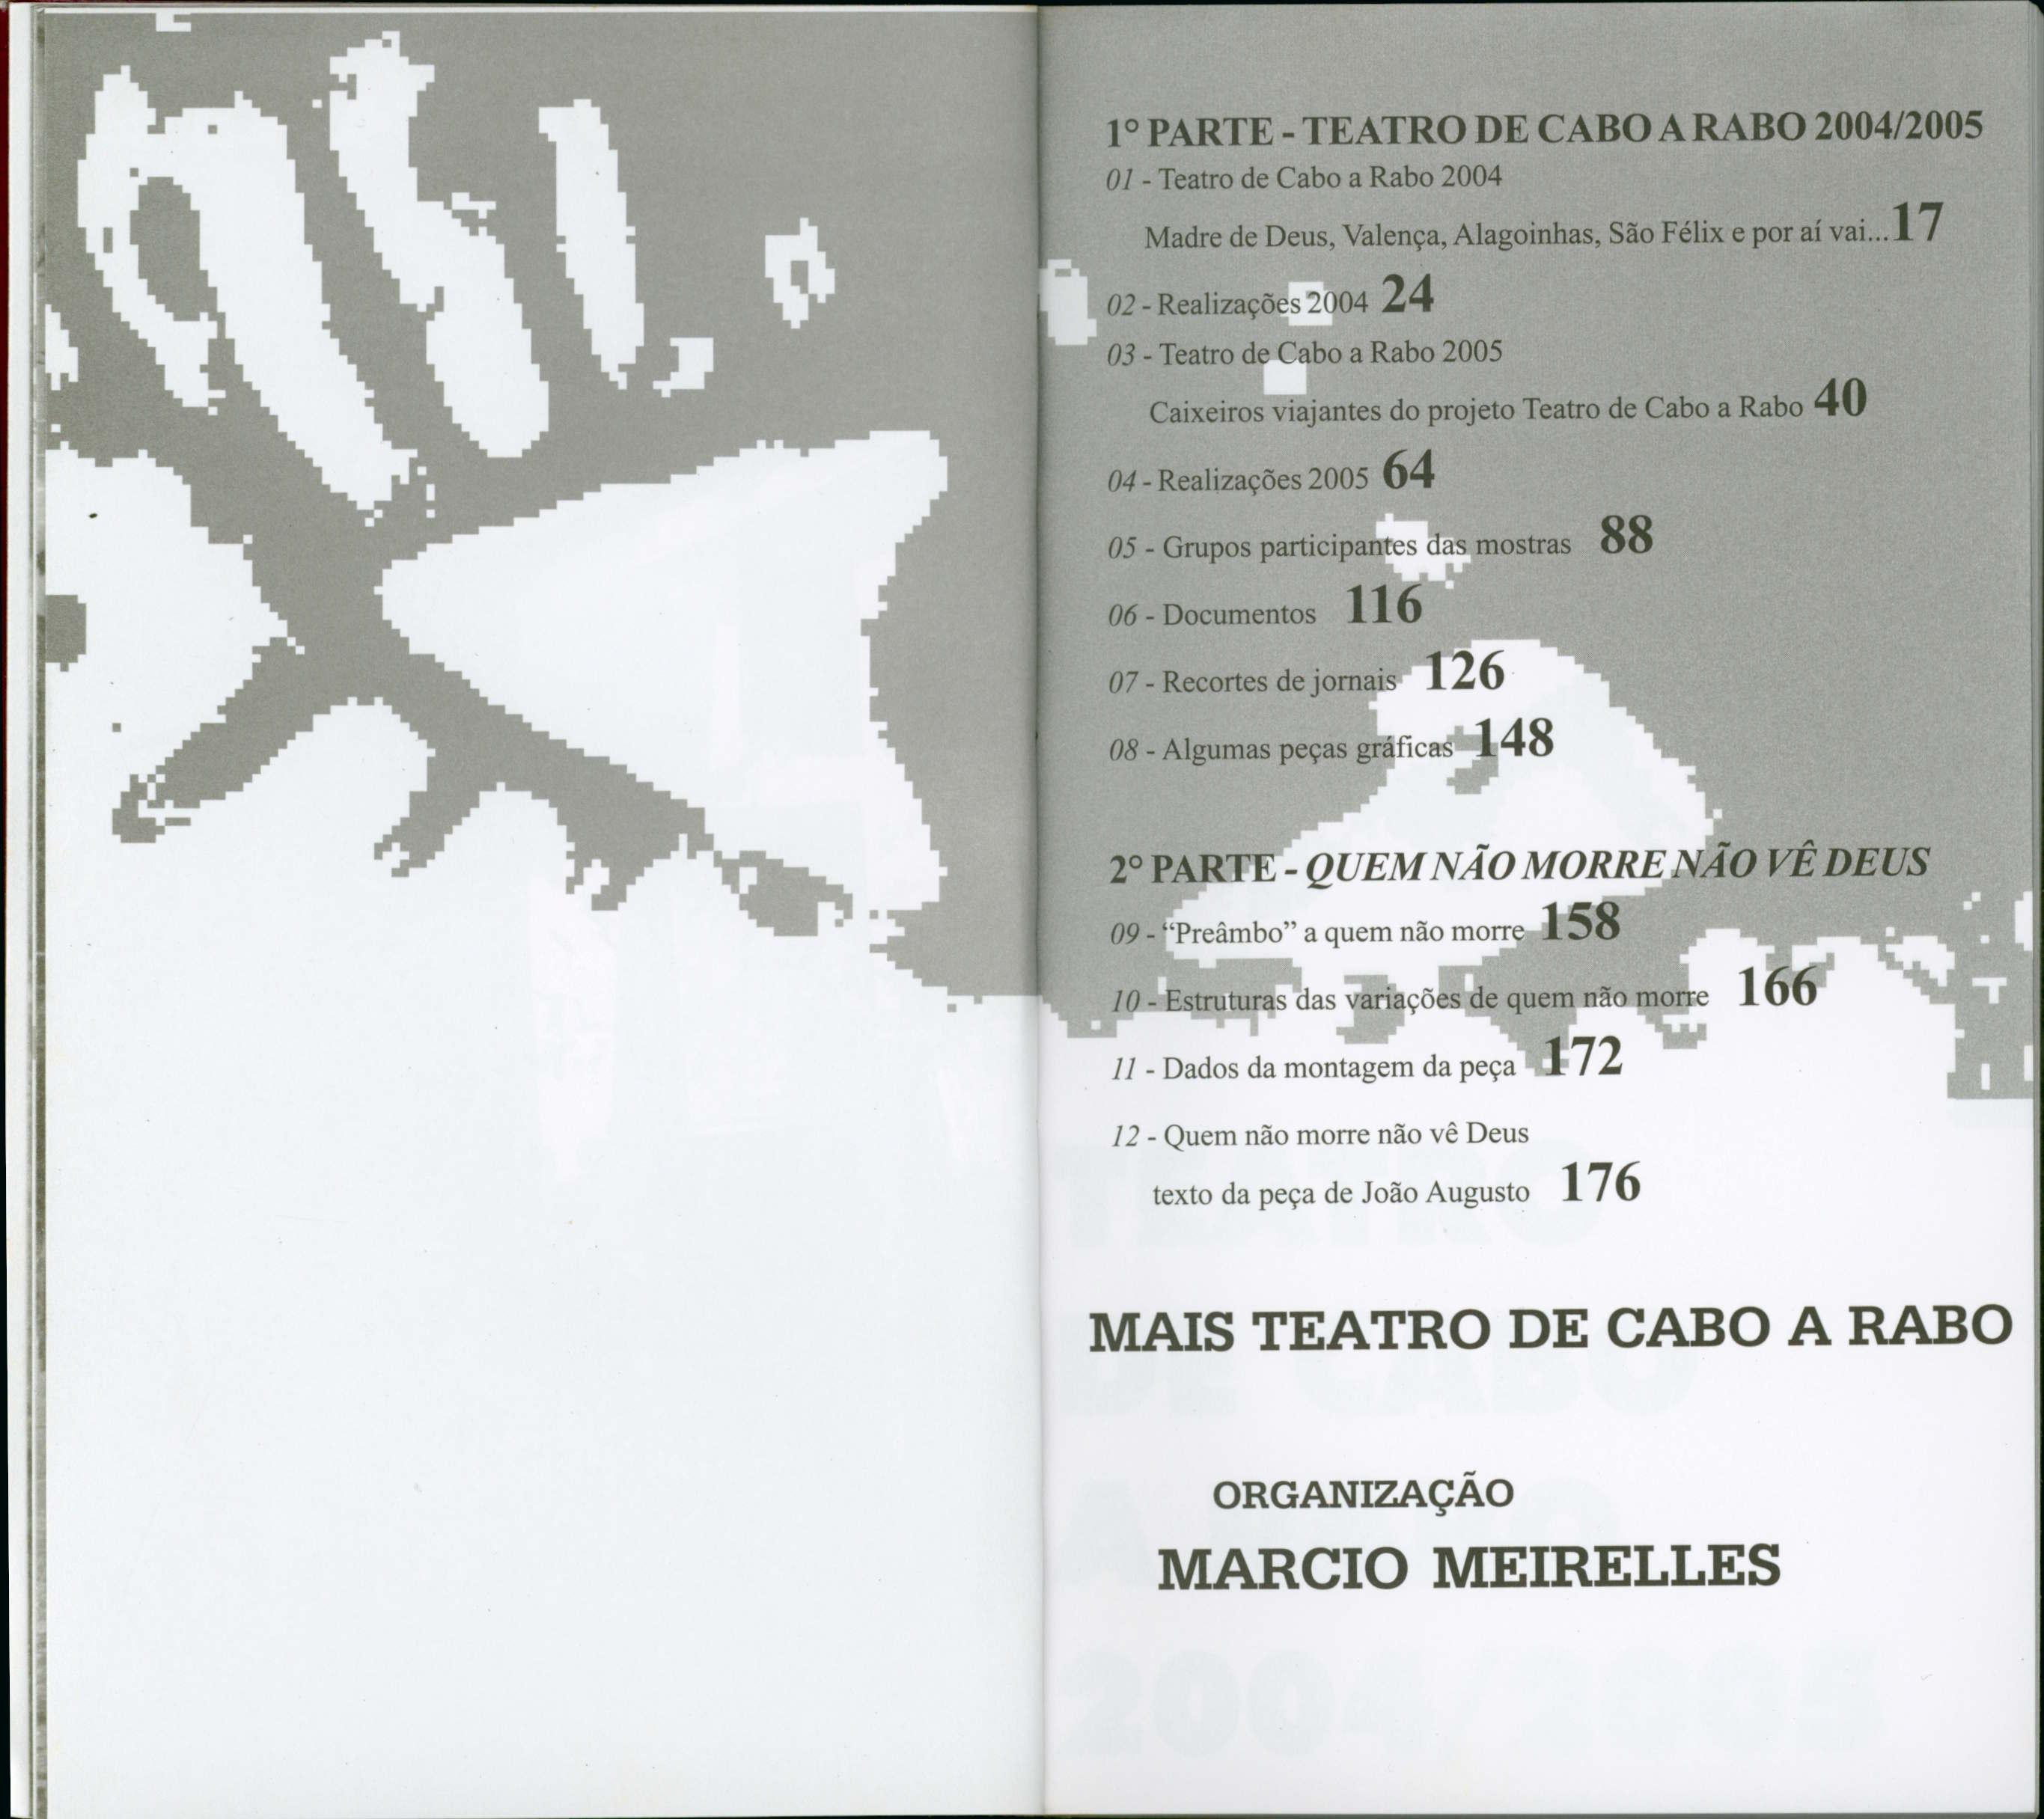 1º PARTE - TEATRO DE CABO A RABO 2004/2005
01 - Teatro de Cabo a Rabo 2004
Madre de Deus, Valença, Alagoinhas, São Félix e por aí vai...17
02 - Realizações 2004 24
03 - Teatro de Cabo a Rabo 2005
Caixeiros viajantes do projeto Teatro de Cabo a Rabo 40
04 - Realizações 2005 64
05 - Grupos participantes das mostras 88
06 - Documentos 116
07 - Recortes de jornais 126
08 - Algumas peças gráficas 148
2º PARTE - QUEM NÃO MORRE NÃO VÊ DEUS
09 - “Preâmbo” a quem não morre 158
10 - Estruturas das variações de quem não morre 166
11 - Dados da montagem da peça 172
12 - Quem não morre não vê Deus
texto da peça de João Augusto 176
MAIS TEATRO DE CABO A RABO
ORGANIZAÇÃO
MARCIO MEIRELLES